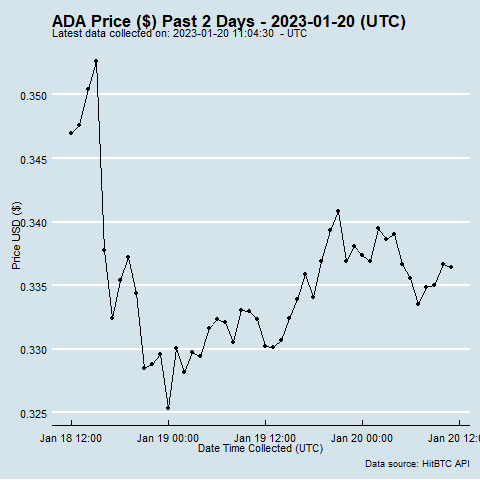 ADA Price ($) Past 2 Days - 2023-01-20 (UTC)
Latest data collected on: 2023-01-20 11:04:30  - UTC
0.350
0.345
0.340
0.335
0.330
0.325
Price USD ($)
Jan 18 12:00 Jan 19 00:00 Jan 19 12:00 Jan 20 00:00 Jan 20 12:
Date Time Collected (UTC)
Data source: HitBTC API